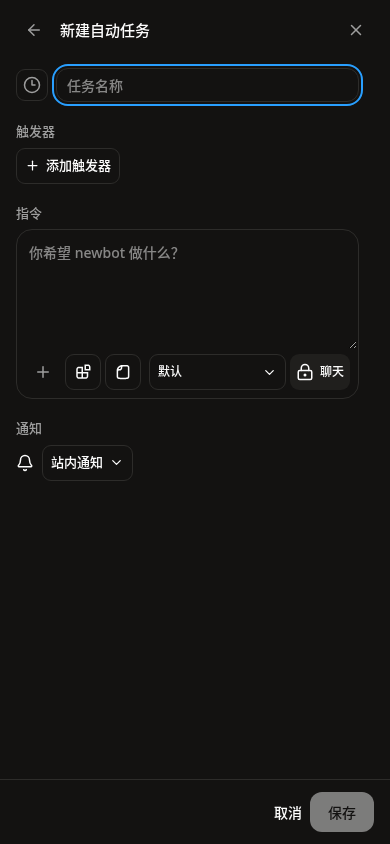 新建自动任务
任务名称
触发器
添加触发器
指令
你希望 newbot 做什么?
默认
聊天
通知
站内通知
取消
保存